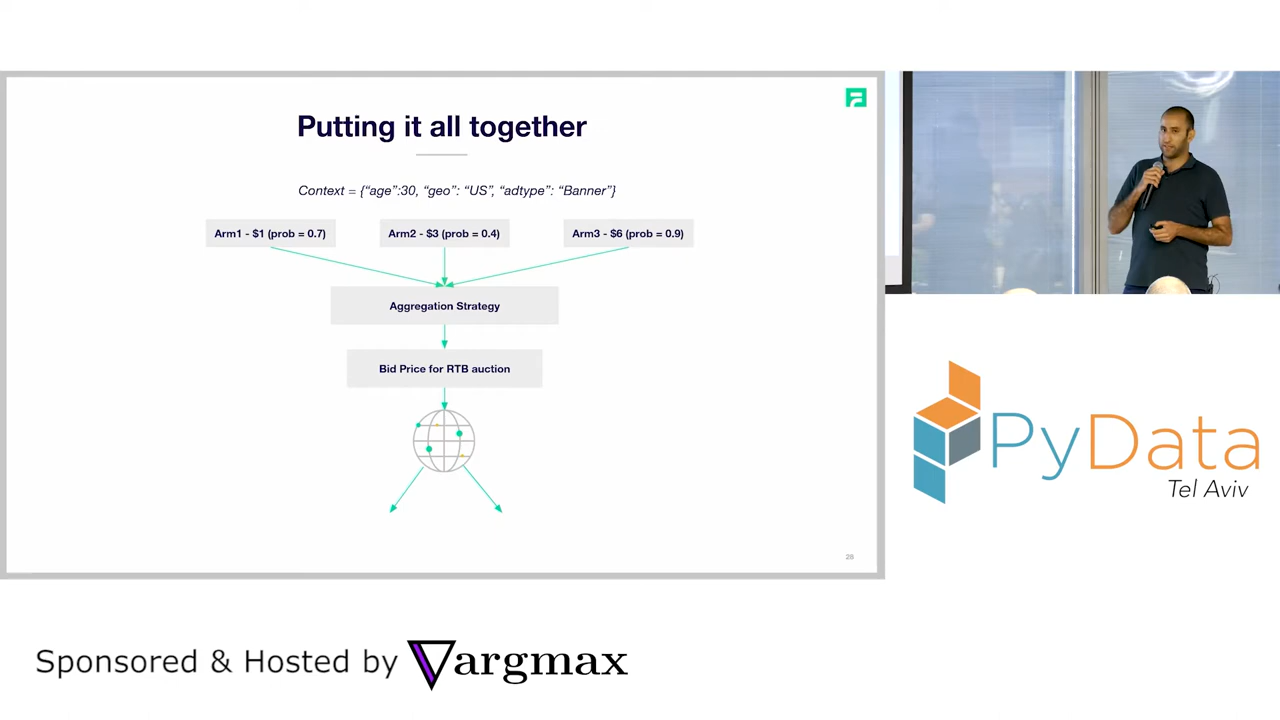 Putting it all together
Context = {“age”:30, “geo”: “US”, “adtype”: “Banner”}
Arm1 - $1 (prob = 0.7)
Arm2 - $3 (prob = 0.4)
Arm3 - $6 (prob = 0.9)
Aggregation Strategy
Bid Price for RTB auction
26
PyData
Tel Aviv
Sponsored & Hosted by argmax